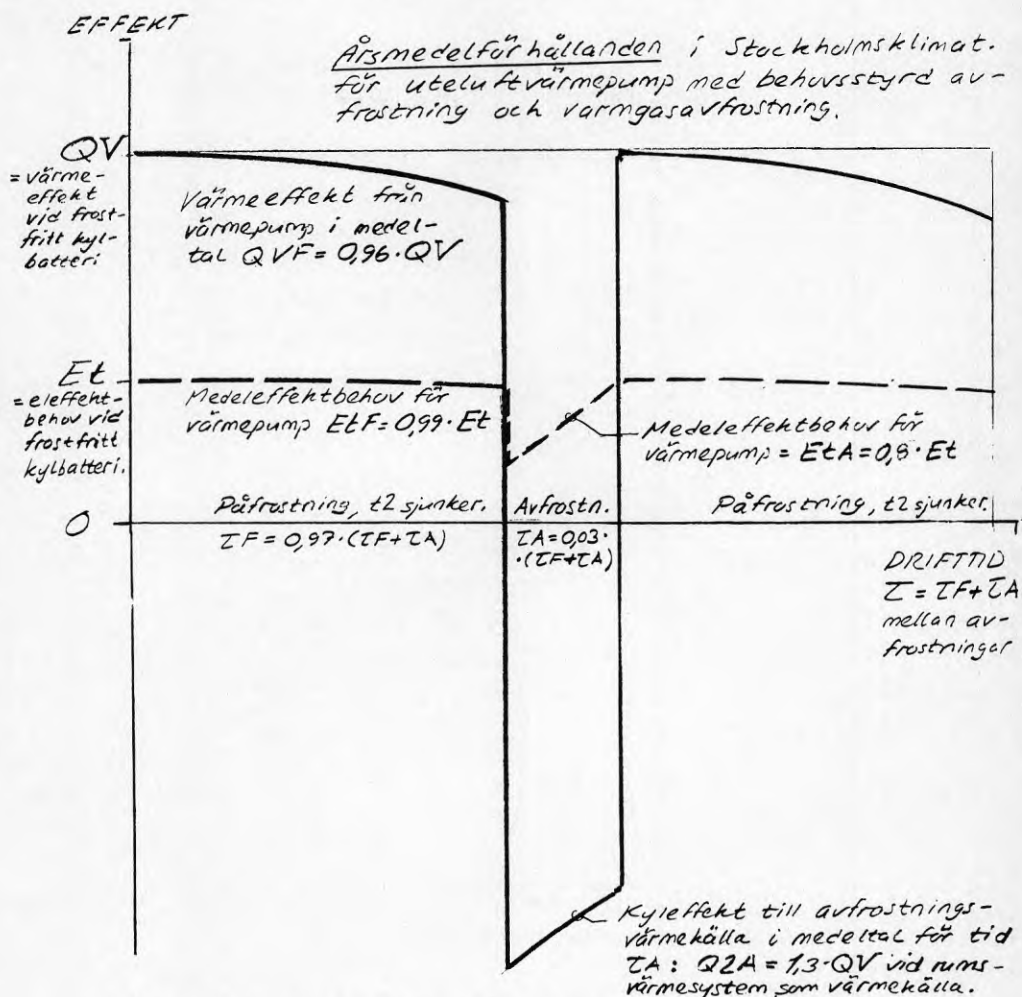 EFFEKT
Årsmedelförhållanden i Stockholmsklimat.
för uteluftvärmepump med behovsstyrd av-
frostning och varmgasavfrostning.
QV
= värme-
effekt
vid frost-
fritt kyl-
batteri
Värmeeffekt från
värmepump i medel-
tal QVF = 0,96·QV
Et
= eleffekt-
behov vid
frostfritt
kylbatteri.
Medeleffektbehov för
värmepump EtF = 0,99·Et
Medeleffektbehov för
värmepump = EtA = 0,8·Et
O
Påfrostning, t2 sjunker.
τF = 0,97·(τF+τA)
Avfrostn.
τA = 0,03·
·(τF+τA)
Påfrostning, t2 sjunker.
DRIFTTID
τ = τF+τA
mellan av-
frostningar
Kyleffekt till avfrostnings-
värmekälla i medeltal för tid
τA: Q2A = 1,3·QV vid rums-
värmesystem som värmekälla.